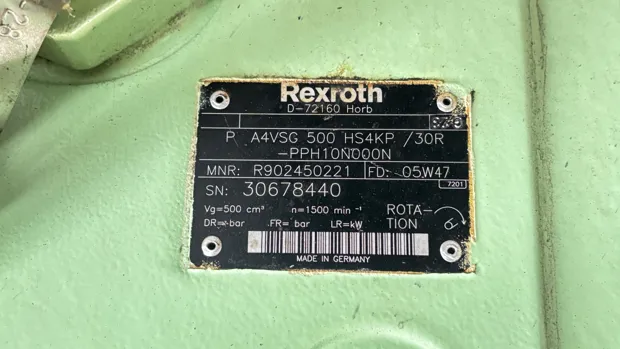 28
Rexroth
D-72160 Horb
P A4VSG 500 HS4KP /30R
-PPH10N000N
MNR: R902450221 FD: 05W47
SN: 30678440 7201
Vg=500 cm³ n=1500 min⁻¹ ROTA-
DR= bar FR= bar LR=kW TION
MADE IN GERMANY